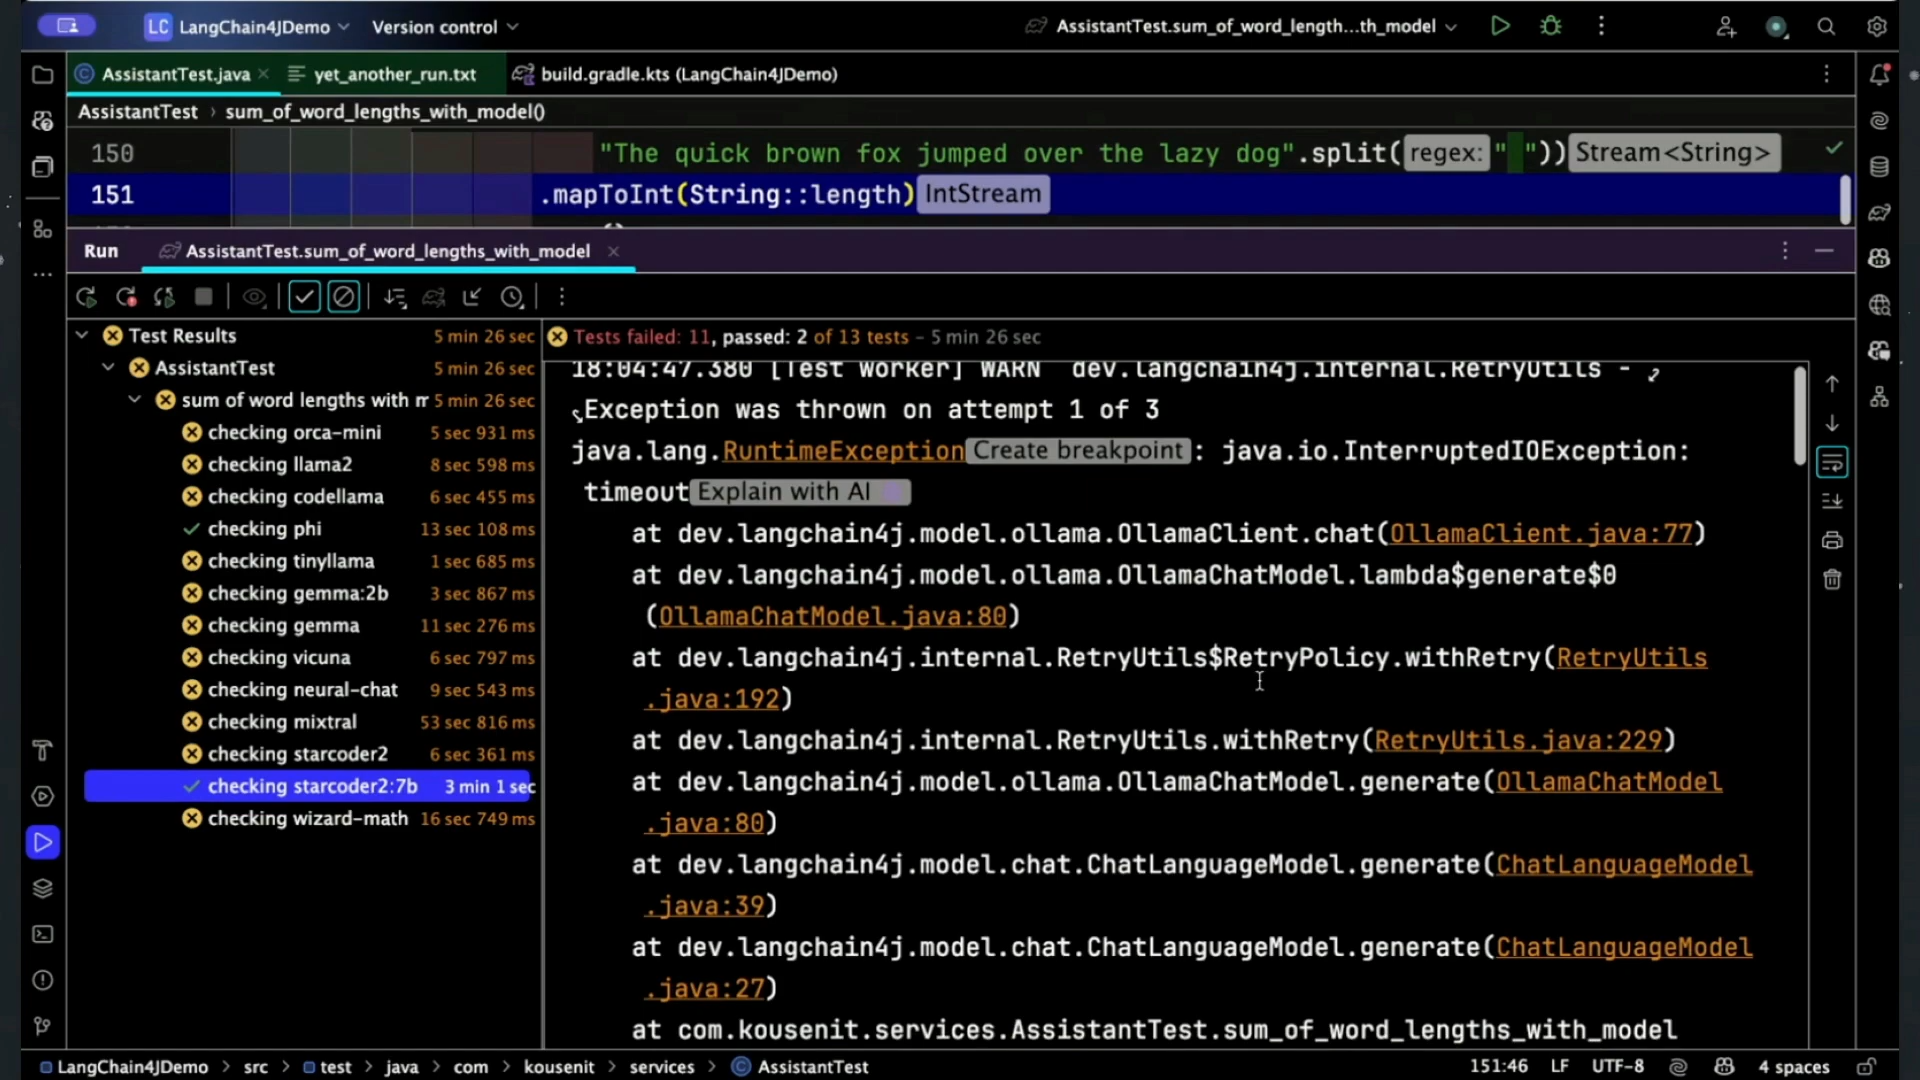 LC LangChain4JDemo Version control AssistantTest.sum_of_word_length...th_model
AssistantTest.java yet_another_run.txt build.gradle.kts (LangChain4JDemo)
AssistantTest › sum_of_word_lengths_with_model()
150 "The quick brown fox jumped over the lazy dog".split( regex: " ")) Stream<String>
151 .mapToInt(String::length) IntStream
Run AssistantTest.sum_of_word_lengths_with_model
Test Results 5 min 26 sec
AssistantTest 5 min 26 sec
sum of word lengths with m 5 min 26 sec
checking orca-mini 5 sec 931 ms
checking llama2 8 sec 598 ms
checking codellama 6 sec 455 ms
checking phi 13 sec 108 ms
checking tinyllama 1 sec 685 ms
checking gemma:2b 3 sec 867 ms
checking gemma 11 sec 276 ms
checking vicuna 6 sec 797 ms
checking neural-chat 9 sec 543 ms
checking mixtral 53 sec 816 ms
checking starcoder2 6 sec 361 ms
checking starcoder2:7b 3 min 1 sec
checking wizard-math 16 sec 749 ms
Tests failed: 11, passed: 2 of 13 tests – 5 min 26 sec
18:04:47.380 [Test worker] WARN dev.langchain4j.internal.RetryUtils -
Exception was thrown on attempt 1 of 3
java.lang.RuntimeException Create breakpoint : java.io.InterruptedIOException:
timeout Explain with AI
at dev.langchain4j.model.ollama.OllamaClient.chat(OllamaClient.java:77)
at dev.langchain4j.model.ollama.OllamaChatModel.lambda$generate$0
(OllamaChatModel.java:80)
at dev.langchain4j.internal.RetryUtils$RetryPolicy.withRetry(RetryUtils
.java:192)
at dev.langchain4j.internal.RetryUtils.withRetry(RetryUtils.java:229)
at dev.langchain4j.model.ollama.OllamaChatModel.generate(OllamaChatModel
.java:80)
at dev.langchain4j.model.chat.ChatLanguageModel.generate(ChatLanguageModel
.java:39)
at dev.langchain4j.model.chat.ChatLanguageModel.generate(ChatLanguageModel
.java:27)
at com.kousenit.services.AssistantTest.sum_of_word_lengths_with_model
LangChain4JDemo > src > test > java > com > kousenit > services > AssistantTest 151:46 LF UTF-8 4 spaces